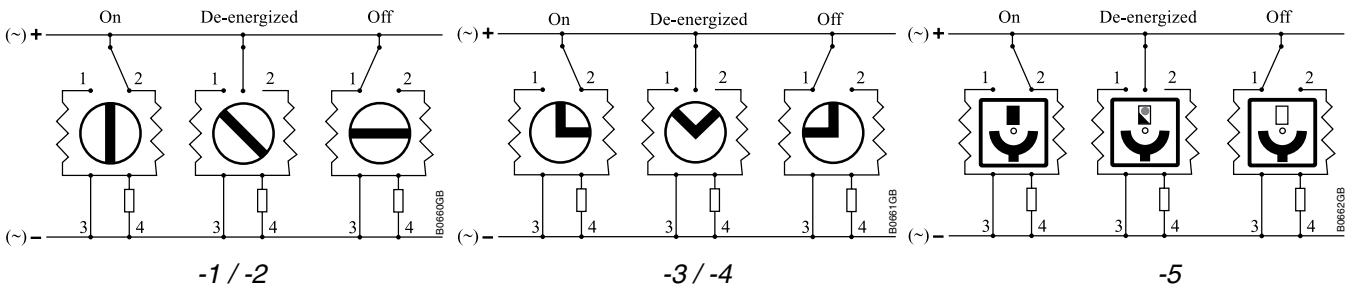 On De-energized Off
(~) +
1 2 1 2 1 2
3 4 3 4 3 4
(~) –
B0660GB
-1 / -2
On De-energized Off
(~) +
1 2 1 2 1 2
3 4 3 4 3 4
(~) –
B0661GB
-3 / -4
On De-energized Off
(~) +
1 2 1 2 1 2
3 4 3 4 3 4
(~) –
B0662GB
-5